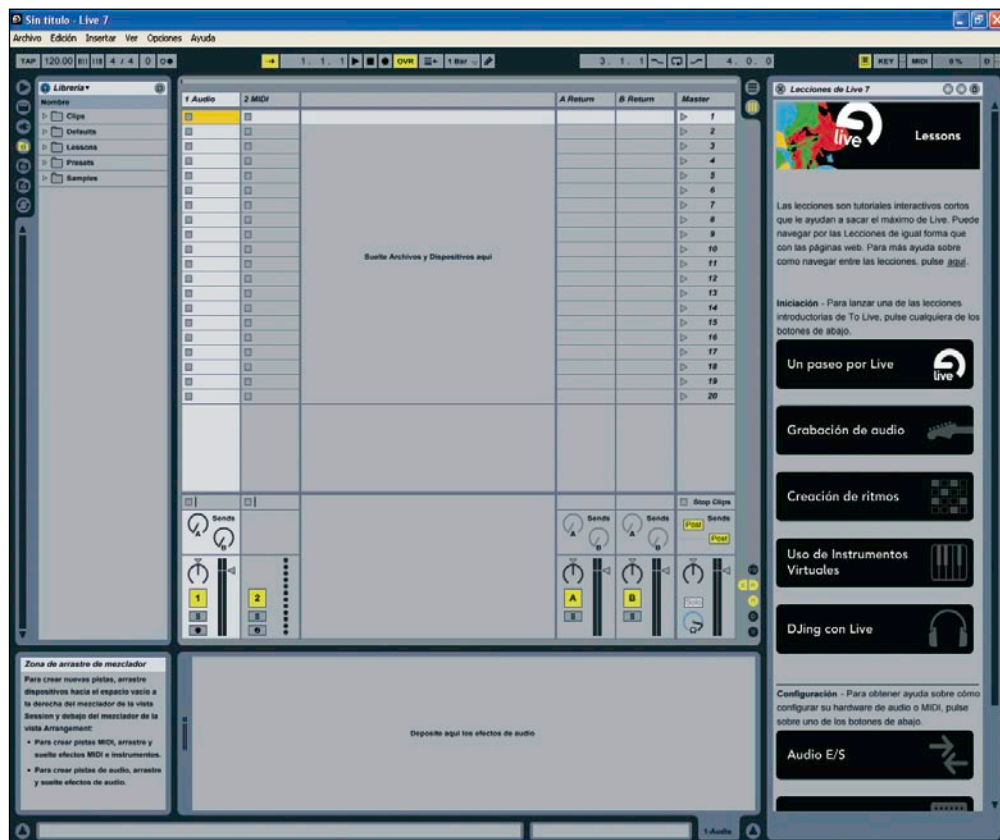 Sin título - Live 7
Archivo Edición Insertar Ver Opciones Ayuda
TAP 120.00 4 / 4 0 1. 1. 1 OVR 1 Bar 3. 1. 1 4. 0. 0 KEY MIDI 0 % D
Librería
Nombre
Clips
Defaults
Lessons
Presets
Samples
1 Audio 2 MIDI A Return B Return Master
1
2
3
4
5
6
7
8
9
10
11
12
13
14
15
16
17
18
19
20
Suelte Archivos y Dispositivos aquí
Stop Clips
Sends Sends Sends Sends
A B A B A B Post Post
1 2 A B Solo
S S S S
Zona de arrastre de mezclador
Para crear nuevas pistas, arrastre
dispositivos hacia el espacio vacío a
la derecha del mezclador de la vista
Session y debajo del mezclador de la
vista Arrangement:
• Para crear pistas MIDI, arrastre y
suelte efectos MIDI e instrumentos.
• Para crear pistas de audio, arrastre
y suelte efectos de audio.
Deposite aquí los efectos de audio
1-Audio
Lecciones de Live 7
live Lessons
Las lecciones son tutoriales interactivos cortos
que le ayudan a sacar el máximo de Live. Puede
navegar por las Lecciones de igual forma que
con las páginas web. Para más ayuda sobre
como navegar entre las lecciones, pulse aquí.
Iniciación - Para lanzar una de las lecciones
introductorias de To Live, pulse cualquiera de los
botones de abajo.
Un paseo por Live
live
Grabación de audio
Creación de ritmos
Uso de Instrumentos
Virtuales
DJing con Live
Configuración - Para obtener ayuda sobre cómo
configurar su hardware de audio o MIDI, pulse
sobre uno de los botones de abajo.
Audio E/S